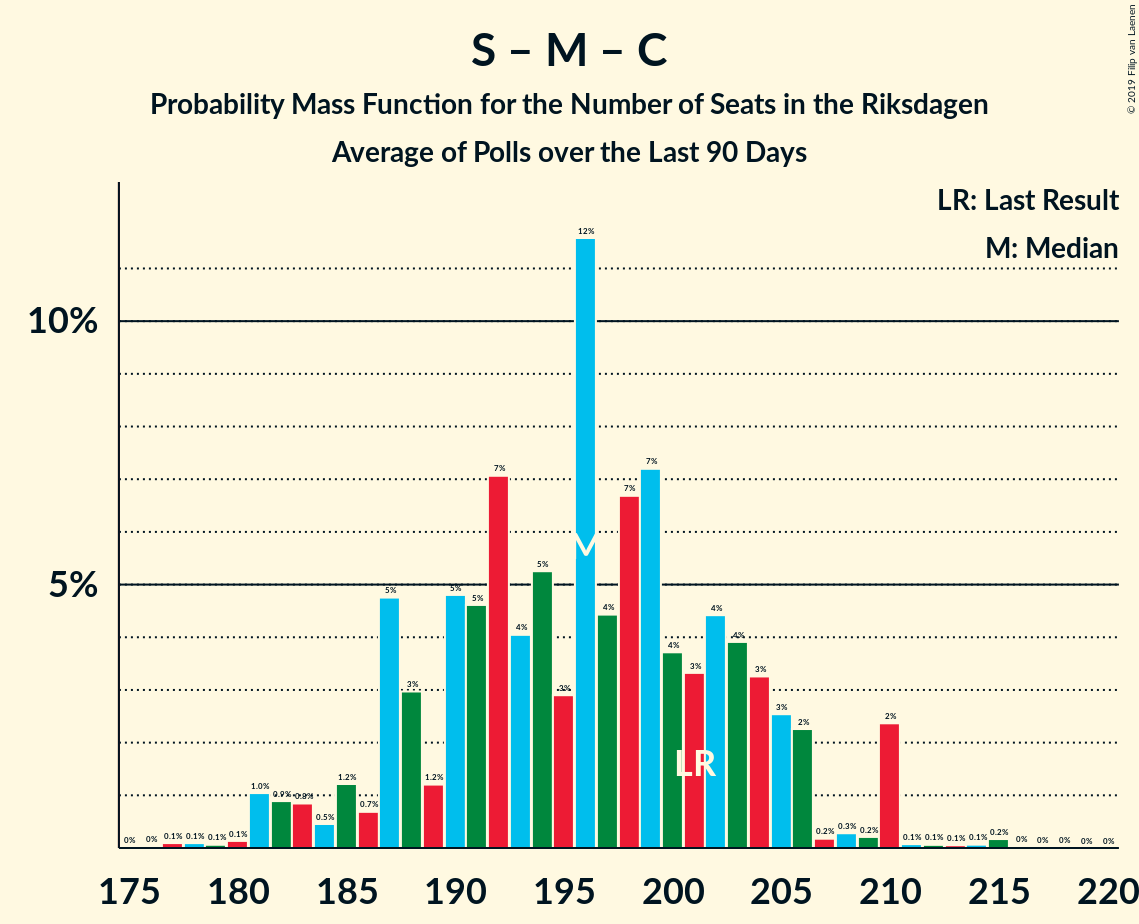 S – M – C
Probability Mass Function for the Number of Seats in the Riksdagen
Average of Polls over the Last 90 Days
© 2019 Filip van Laenen
LR: Last Result
M: Median
10%
5%
0% 0% 0.1% 0.1% 0.1% 0.1% 1.0% 0.9% 0.8% 0.5% 1.2% 0.7% 5% 3% 1.2% 5% 5% 7% 4% 5% 3% 12% 4% 7% 7% 4% 3% 4% 4% 3% 3% 2% 0.2% 0.3% 0.2% 2% 0.1% 0.1% 0.1% 0.1% 0.2% 0% 0% 0% 0% 0%
M
LR
175 180 185 190 195 200 205 210 215 220